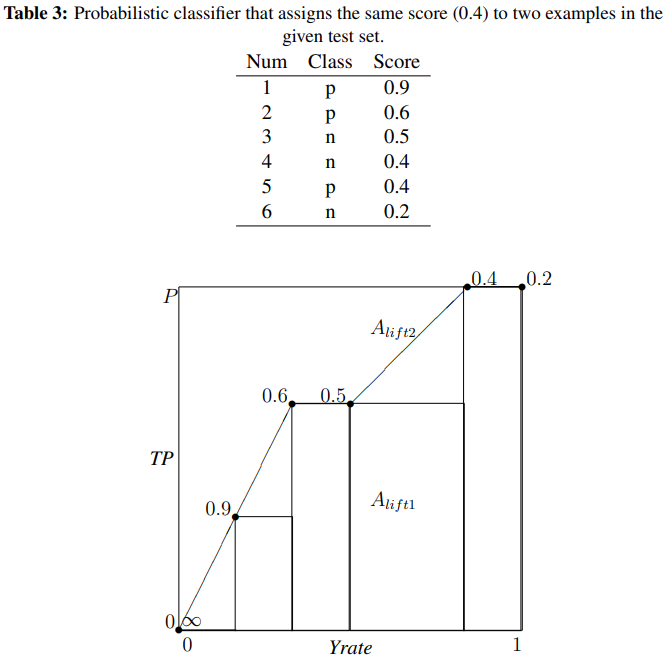 Table 3: Probabilistic classifier that assigns the same score (0.4) to two examples in the
given test set.
Num Class Score
1 p 0.9
2 p 0.6
3 n 0.5
4 n 0.4
5 p 0.4
6 n 0.2
P
0.4 0.2
Alift2
0.6 0.5
TP
0.9
Alift1
0 ∞
0 Yrate 1